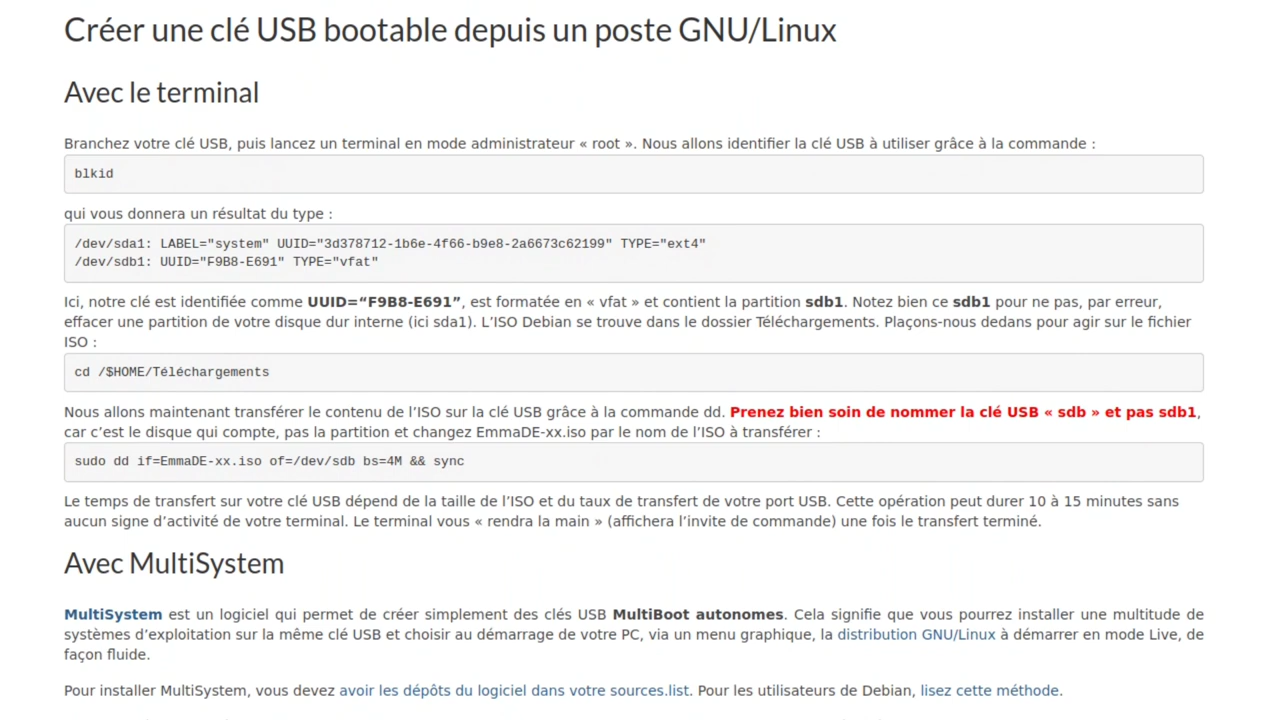 Créer une clé USB bootable depuis un poste GNU/Linux
Avec le terminal
Branchez votre clé USB, puis lancez un terminal en mode administrateur « root ». Nous allons identifier la clé USB à utiliser grâce à la commande :
blkid
qui vous donnera un résultat du type :
/dev/sda1: LABEL="system" UUID="3d378712-1b6e-4f66-b9e8-2a6673c62199" TYPE="ext4"
/dev/sdb1: UUID="F9B8-E691" TYPE="vfat"
Ici, notre clé est identifiée comme UUID=“F9B8-E691”, est formatée en « vfat » et contient la partition sdb1. Notez bien ce sdb1 pour ne pas, par erreur,
effacer une partition de votre disque dur interne (ici sda1). L’ISO Debian se trouve dans le dossier Téléchargements. Plaçons-nous dedans pour agir sur le fichier
ISO :
cd /$HOME/Téléchargements
Nous allons maintenant transférer le contenu de l’ISO sur la clé USB grâce à la commande dd. Prenez bien soin de nommer la clé USB « sdb » et pas sdb1,
car c’est le disque qui compte, pas la partition et changez EmmaDE-xx.iso par le nom de l’ISO à transférer :
sudo dd if=EmmaDE-xx.iso of=/dev/sdb bs=4M && sync
Le temps de transfert sur votre clé USB dépend de la taille de l’ISO et du taux de transfert de votre port USB. Cette opération peut durer 10 à 15 minutes sans
aucun signe d’activité de votre terminal. Le terminal vous « rendra la main » (affichera l’invite de commande) une fois le transfert terminé.
Avec MultiSystem
MultiSystem est un logiciel qui permet de créer simplement des clés USB MultiBoot autonomes. Cela signifie que vous pourrez installer une multitude de
systèmes d’exploitation sur la même clé USB et choisir au démarrage de votre PC, via un menu graphique, la distribution GNU/Linux à démarrer en mode Live, de
façon fluide.
Pour installer MultiSystem, vous devez avoir les dépôts du logiciel dans votre sources.list. Pour les utilisateurs de Debian, lisez cette méthode.